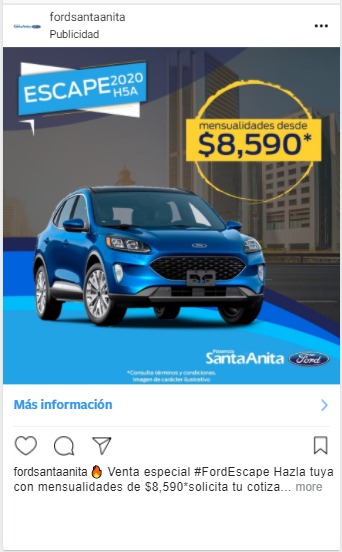 fordsantaanita
Publicidad
ESCAPE 2020
H5A
mensualidades desde
$8,590*
SantaAnita Ford
*Consulta términos y condiciones,
Imagen de carácter ilustrativo
Más información
fordsantaanita 🔥 Venta especial #FordEscape Hazla tuya
con mensualidades de $8,590*solicita tu cotiza... more